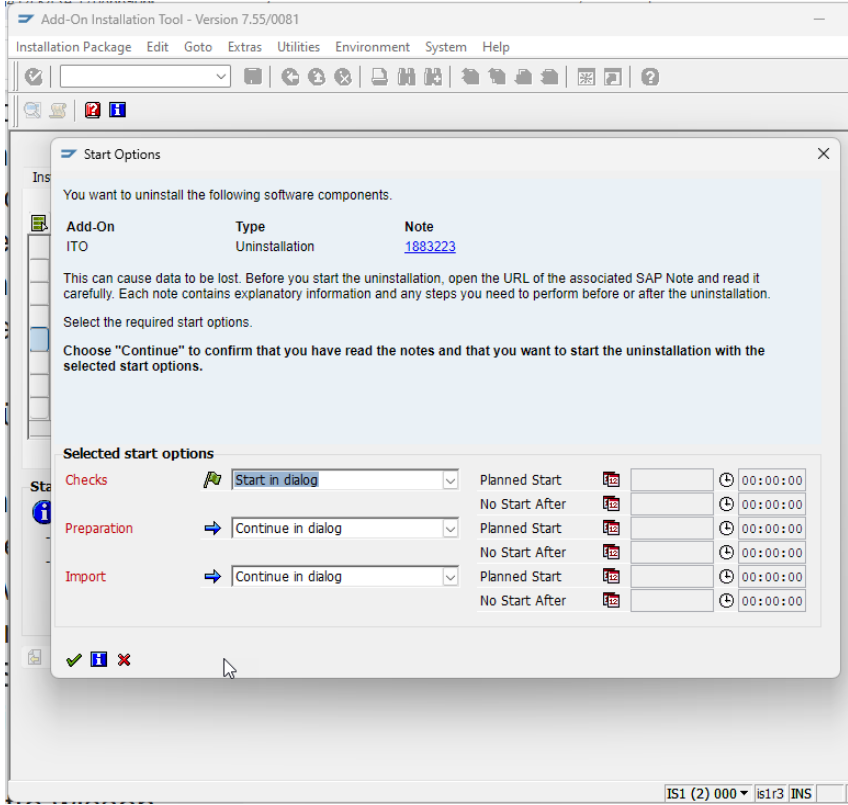 Add-On Installation Tool - Version 7.55/0081
Installation Package Edit Goto Extras Utilities Environment System Help
Start Options
Ins
You want to uninstall the following software components.
Add-On Type Note
ITO Uninstallation 1883223
This can cause data to be lost. Before you start the uninstallation, open the URL of the associated SAP Note and read it
carefully. Each note contains explanatory information and any steps you need to perform before or after the uninstallation.
Select the required start options.
Choose "Continue" to confirm that you have read the notes and that you want to start the uninstallation with the
selected start options.
Selected start options
Sta
Checks Start in dialog Planned Start 00:00:00
No Start After 00:00:00
Preparation Continue in dialog Planned Start 00:00:00
No Start After 00:00:00
Import Continue in dialog Planned Start 00:00:00
No Start After 00:00:00
IS1 (2) 000 is1r3 INS